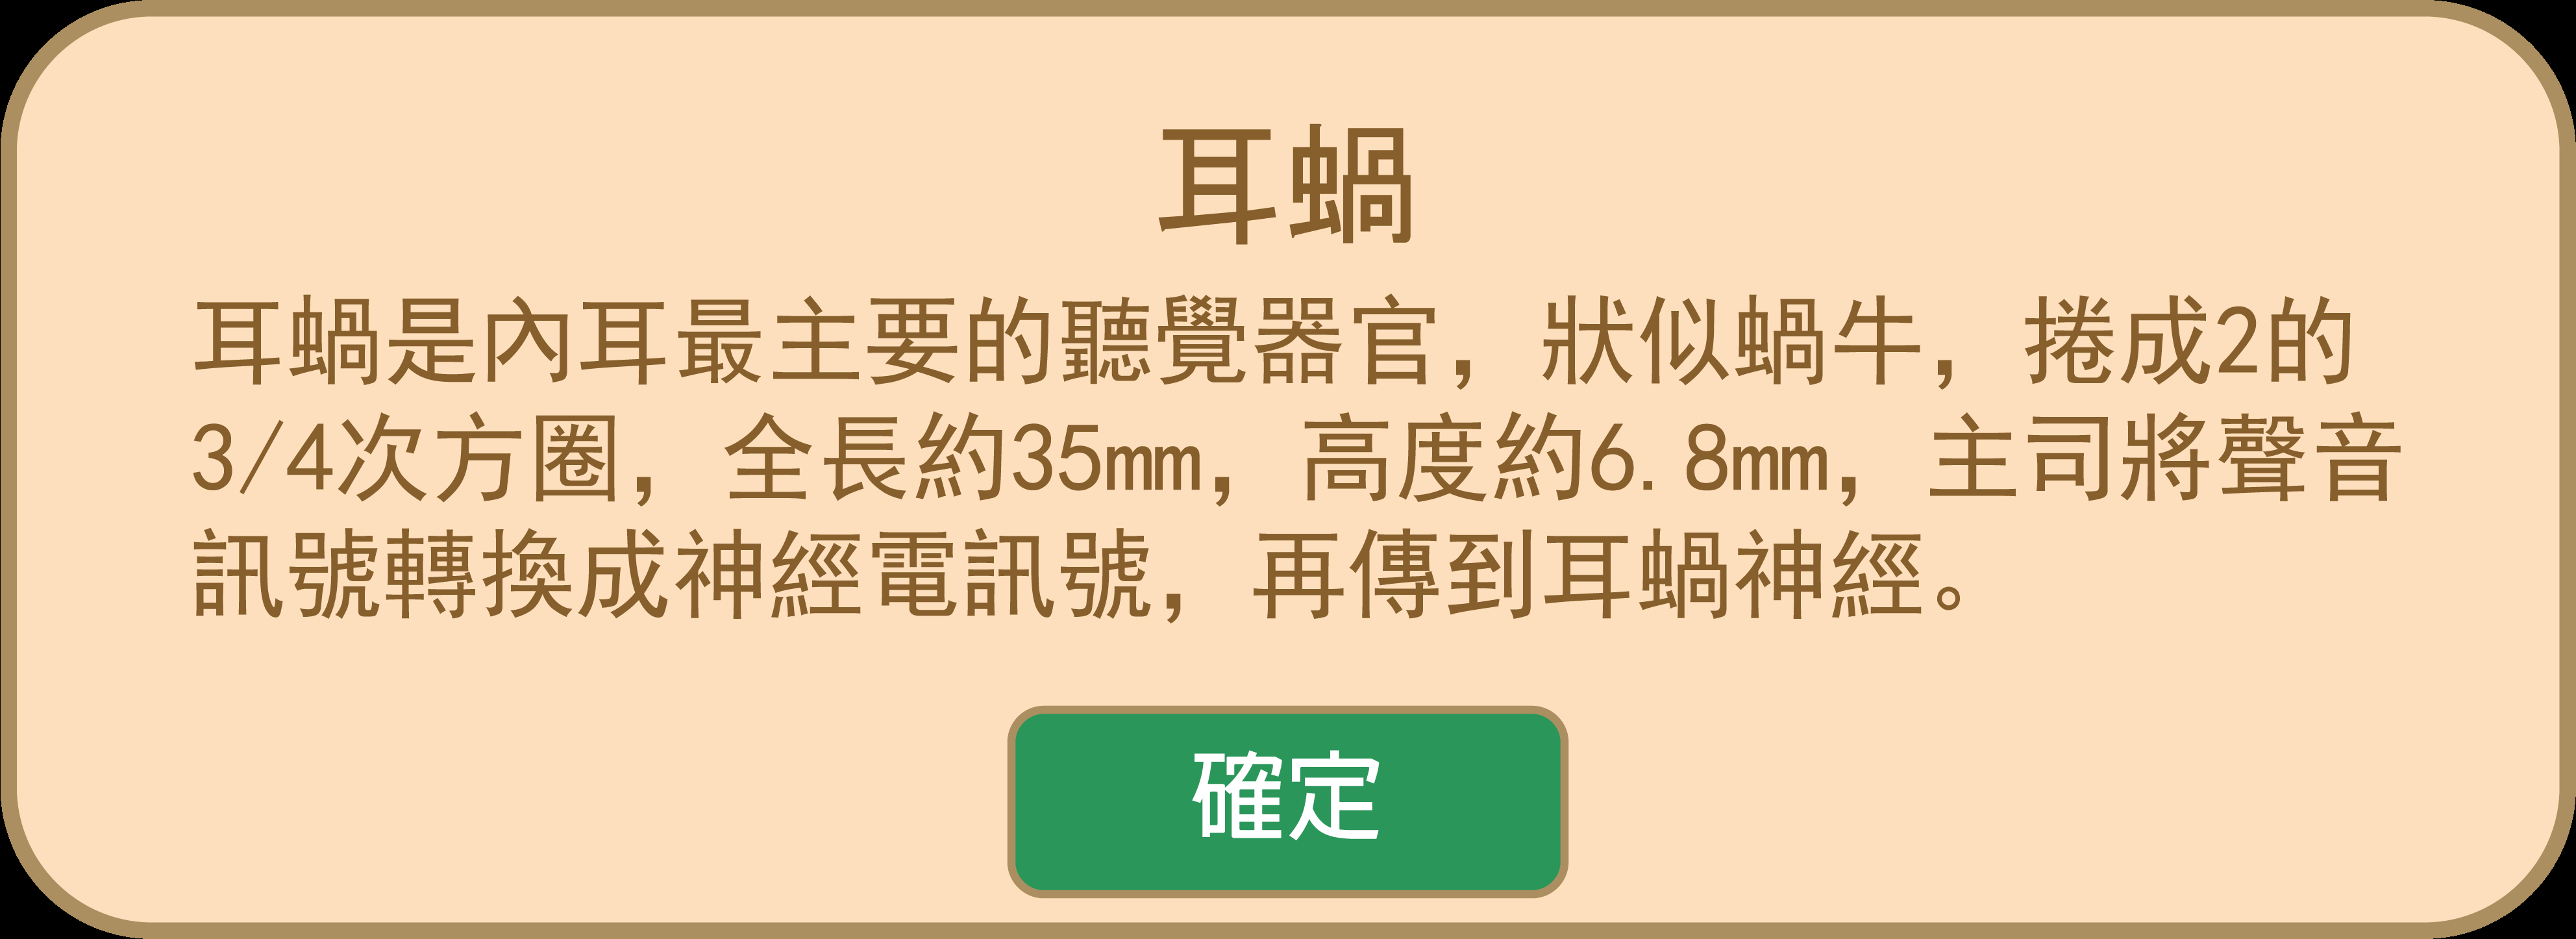 耳蝸
耳蝸是內耳最主要的聽覺器官，狀似蝸牛，捲成2的
3/4次方圈，全長約35mm，高度約6.8mm，主司將聲音
訊號轉換成神經電訊號，再傳到耳蝸神經。
確定